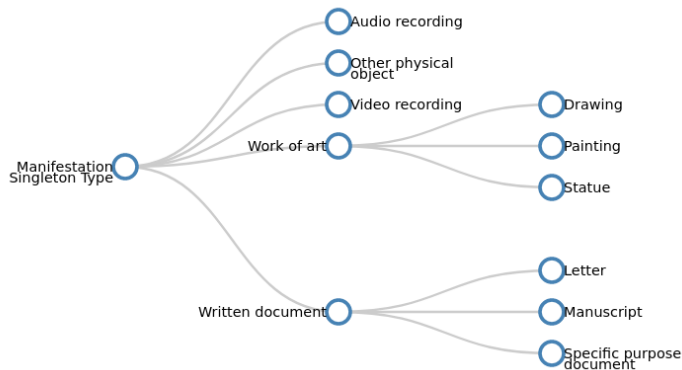 Audio recording
Other physical
object
Video recording
Work of art
Drawing
Painting
Statue
Manifestation
Singleton Type
Written document
Letter
Manuscript
Specific purpose
document